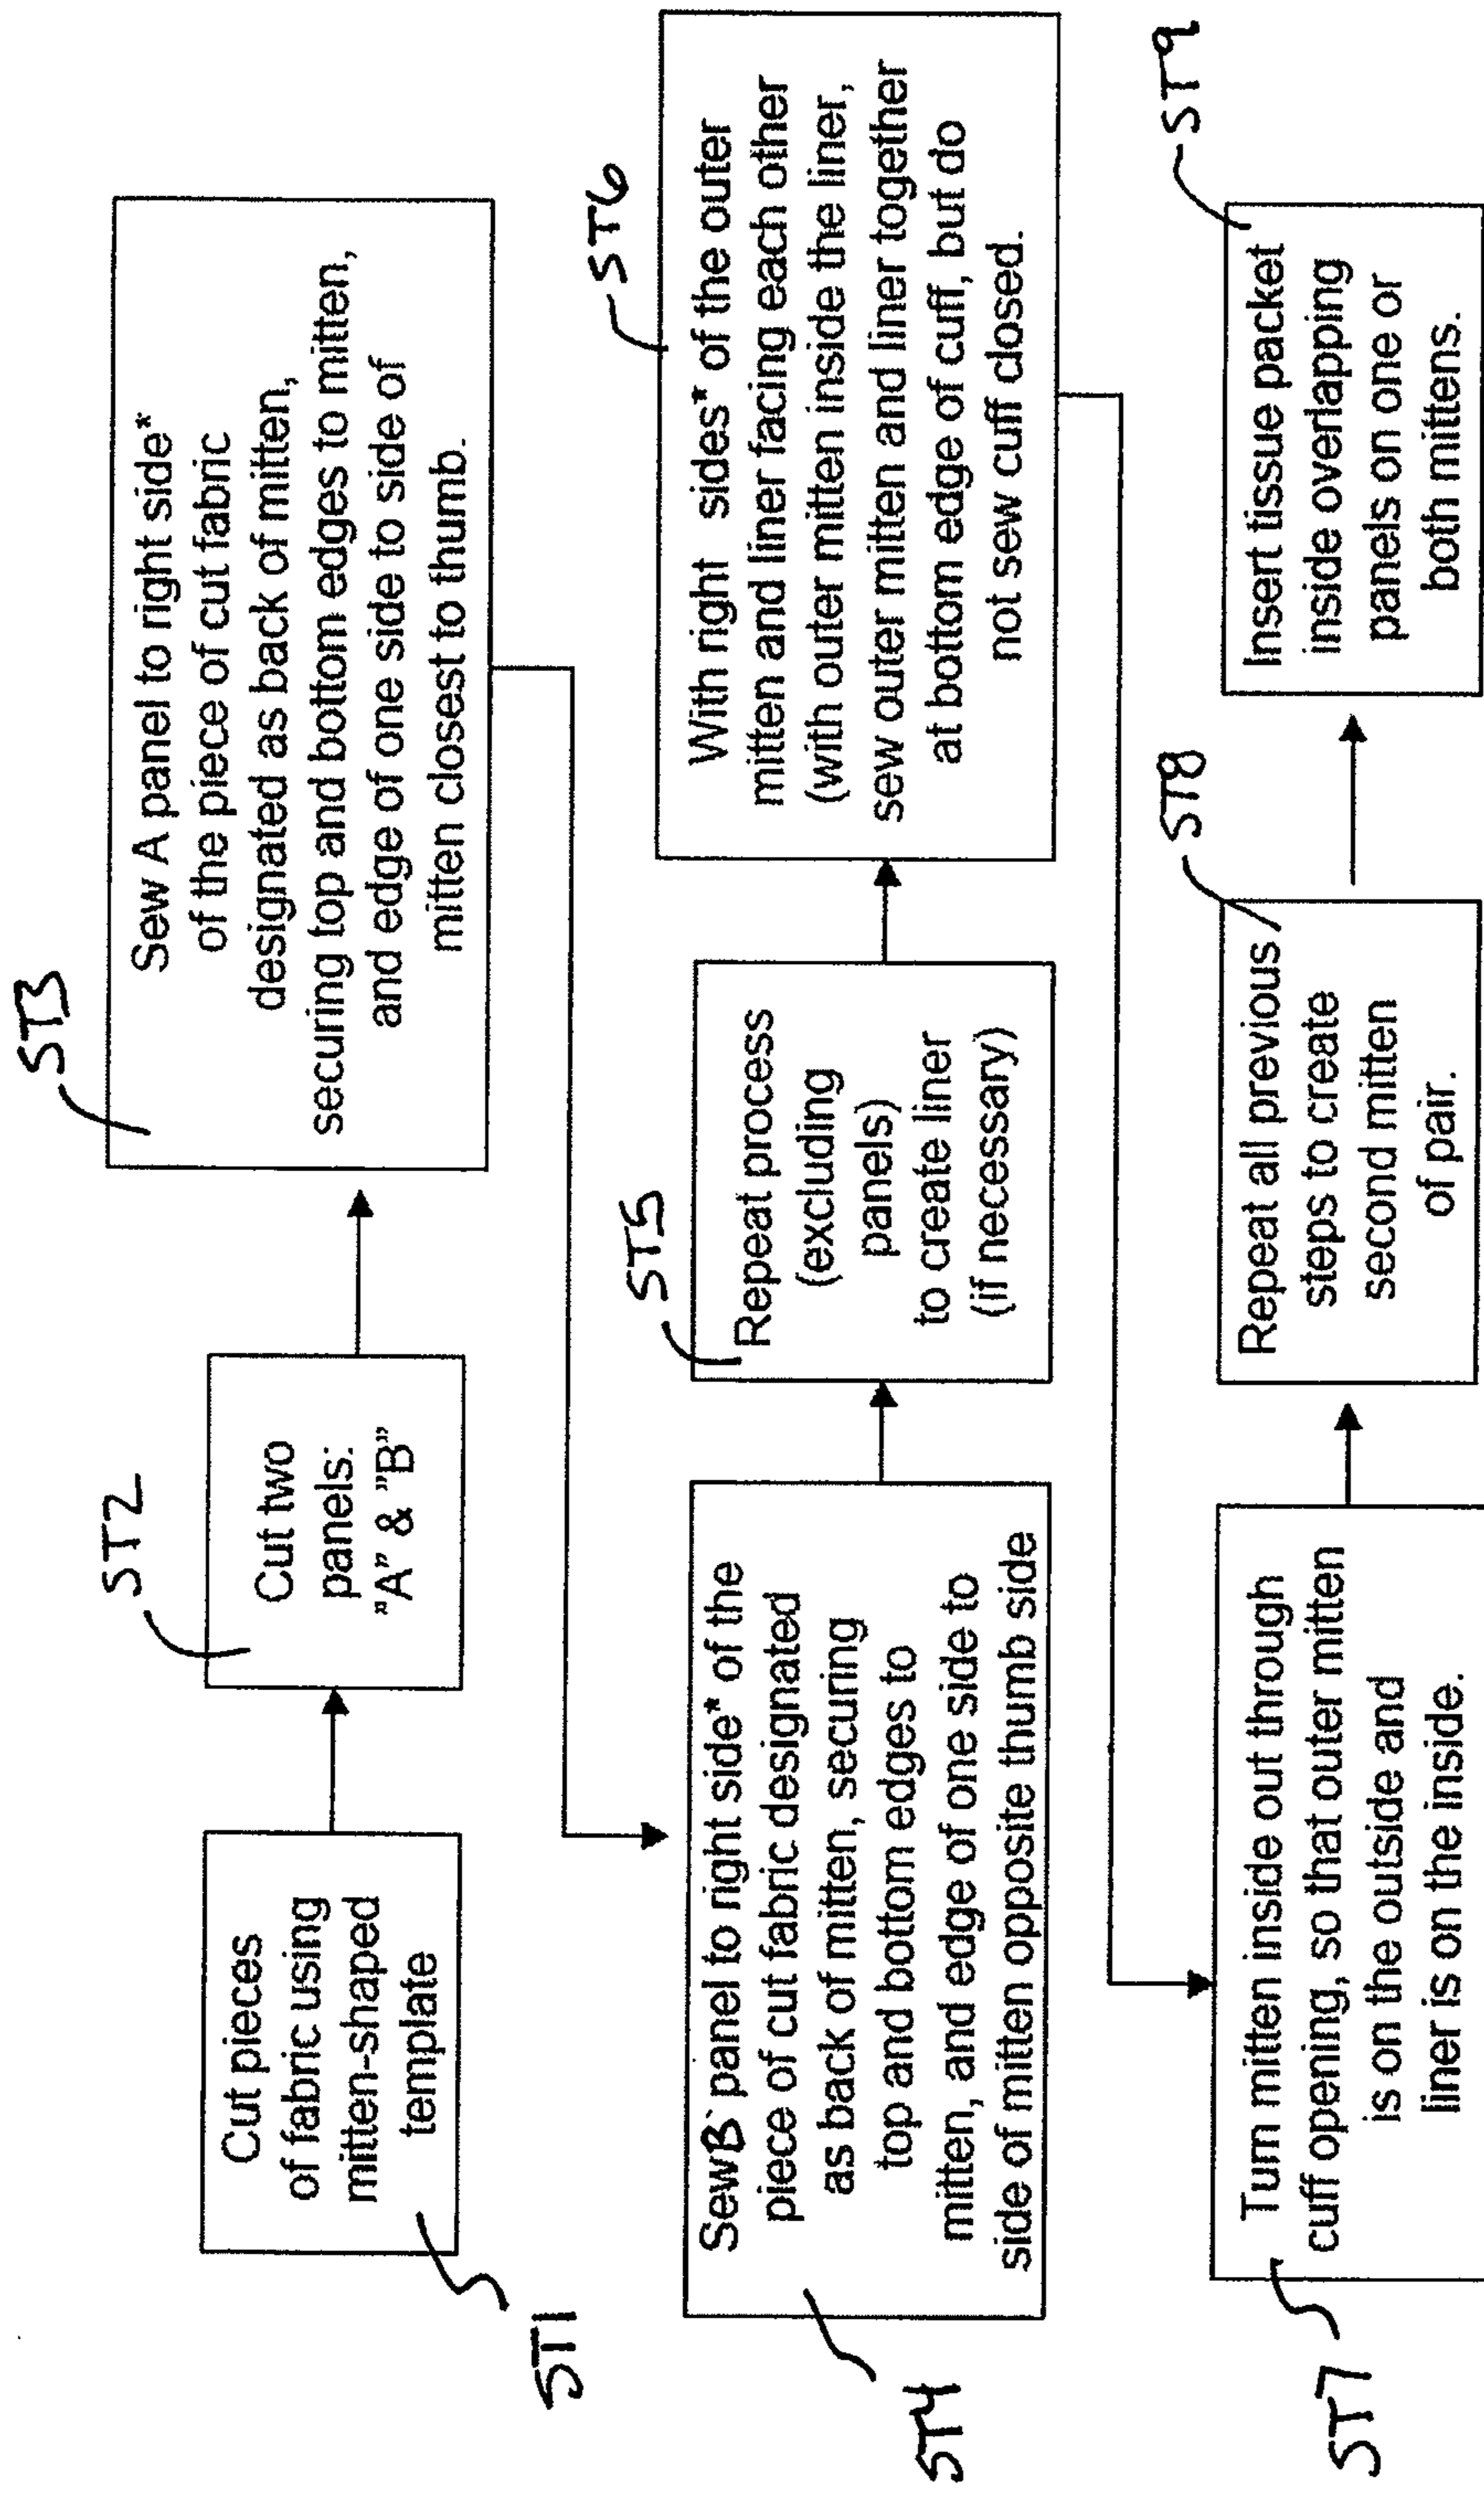 ST1
Cut pieces
of fabric using
mitten-shaped
template
ST2
Cut two
panels:
"A" & "B"
ST3
Sew A panel to right side*
of the piece of cut fabric
designated as back of mitten,
securing top and bottom edges to mitten,
and edge of one side to side of
mitten closest to thumb.
ST4
Sew B panel to right side* of the
piece of cut fabric designated
as back of mitten, securing
top and bottom edges to
mitten, and edge of one side to
side of mitten opposite thumb side
ST5
Repeat process
(excluding
panels)
to create liner
(if necessary)
ST6
With right sides* of the outer
mitten and liner facing each other
(with outer mitten inside the liner,
sew outer mitten and liner together
at bottom edge of cuff, but do
not sew cuff closed.
ST7
Turn mitten inside out through
cuff opening, so that outer mitten
is on the outside and
liner is on the inside.
ST8
Repeat all previous
steps to create
second mitten
of pair.
ST9
Insert tissue packet
inside overlapping
panels on one or
both mittens.